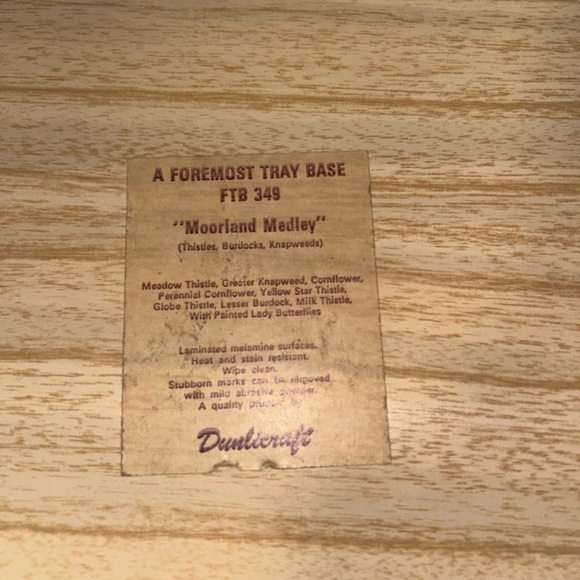 A FOREMOST TRAY BASE
FTB 349
"Moorland Medley"
(Thistles, Burdocks, Knapweeds)
Meadow Thistle, Greater Knapweed, Cornflower,
Perennial Cornflower, Yellow Star Thistle,
Globe Thistle, Lesser Burdock, Milk Thistle,
With Painted Lady Butterflies
Laminated melamine surfaces.
Heat and stain resistant.
Wipe clean.
Stubborn marks can be removed
with mild abrasive powder.
A quality product by
Dunlicraft